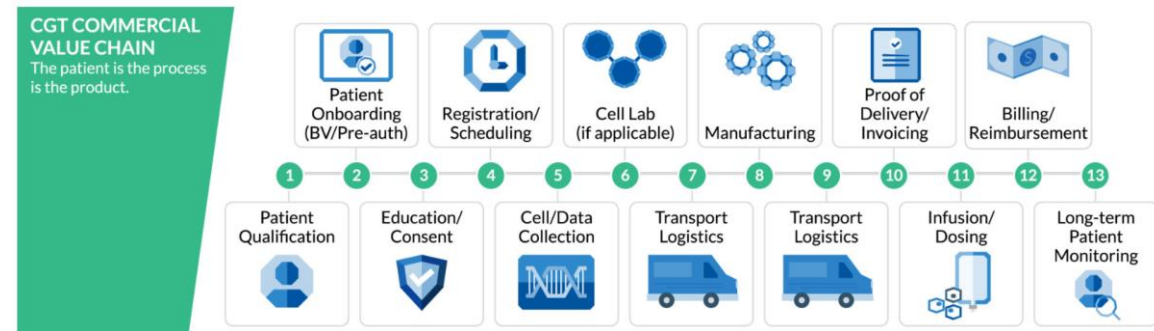 CGT COMMERCIAL
VALUE CHAIN
The patient is the process
is the product.
Patient
Onboarding
(BV/Pre-auth)
Registration/
Scheduling
Cell Lab
(if applicable)
Manufacturing
Proof of
Delivery/
Invoicing
Billing/
Reimbursement
1
2
3
4
5
6
7
8
9
10
11
12
13
Patient
Qualification
Education/
Consent
Cell/Data
Collection
Transport
Logistics
Transport
Logistics
Infusion/
Dosing
Long-term
Patient
Monitoring